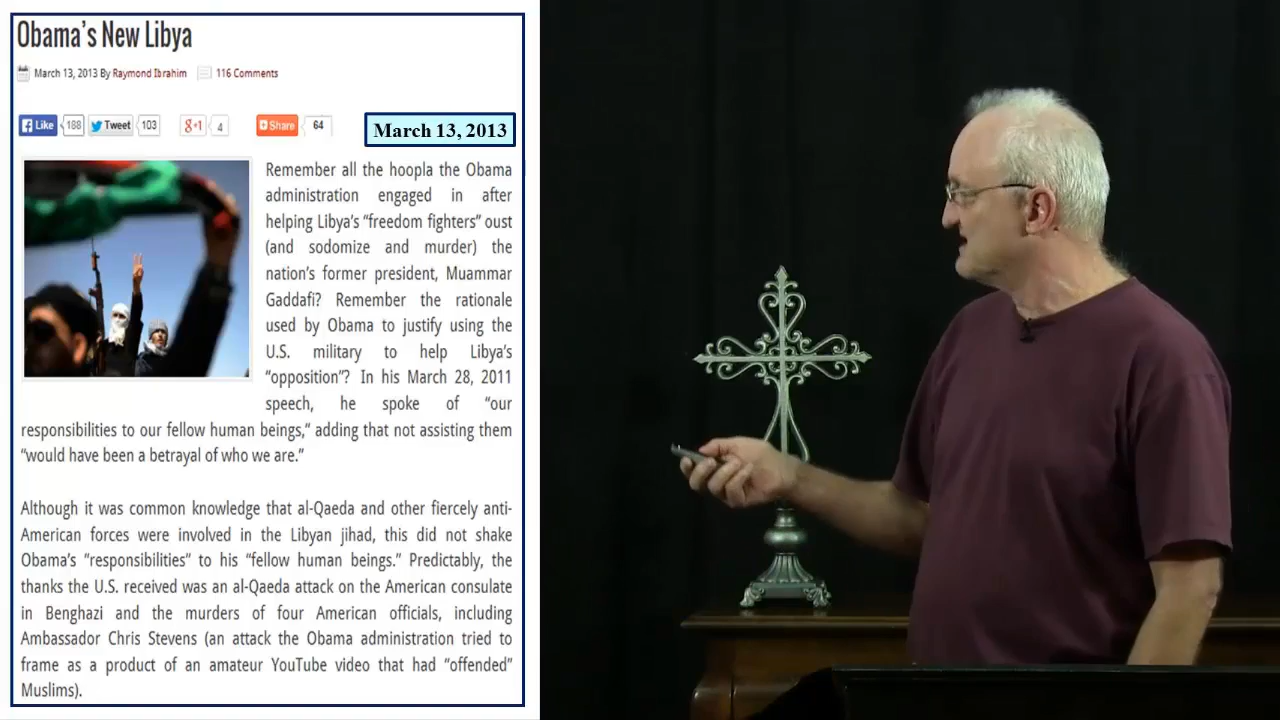 Obama's New Libya
March 13, 2013 By Raymond Ibrahim 116 Comments
Like 188 Tweet 103 g+1 4 Share 64
March 13, 2013
Remember all the hoopla the Obama
administration engaged in after
helping Libya's “freedom fighters” oust
(and sodomize and murder) the
nation's former president, Muammar
Gaddafi? Remember the rationale
used by Obama to justify using the
U.S. military to help Libya's
“opposition”? In his March 28, 2011
speech, he spoke of “our
responsibilities to our fellow human beings,” adding that not assisting them
“would have been a betrayal of who we are.”
Although it was common knowledge that al-Qaeda and other fiercely anti-
American forces were involved in the Libyan jihad, this did not shake
Obama's “responsibilities” to his “fellow human beings.” Predictably, the
thanks the U.S. received was an al-Qaeda attack on the American consulate
in Benghazi and the murders of four American officials, including
Ambassador Chris Stevens (an attack the Obama administration tried to
frame as a product of an amateur YouTube video that had “offended”
Muslims).